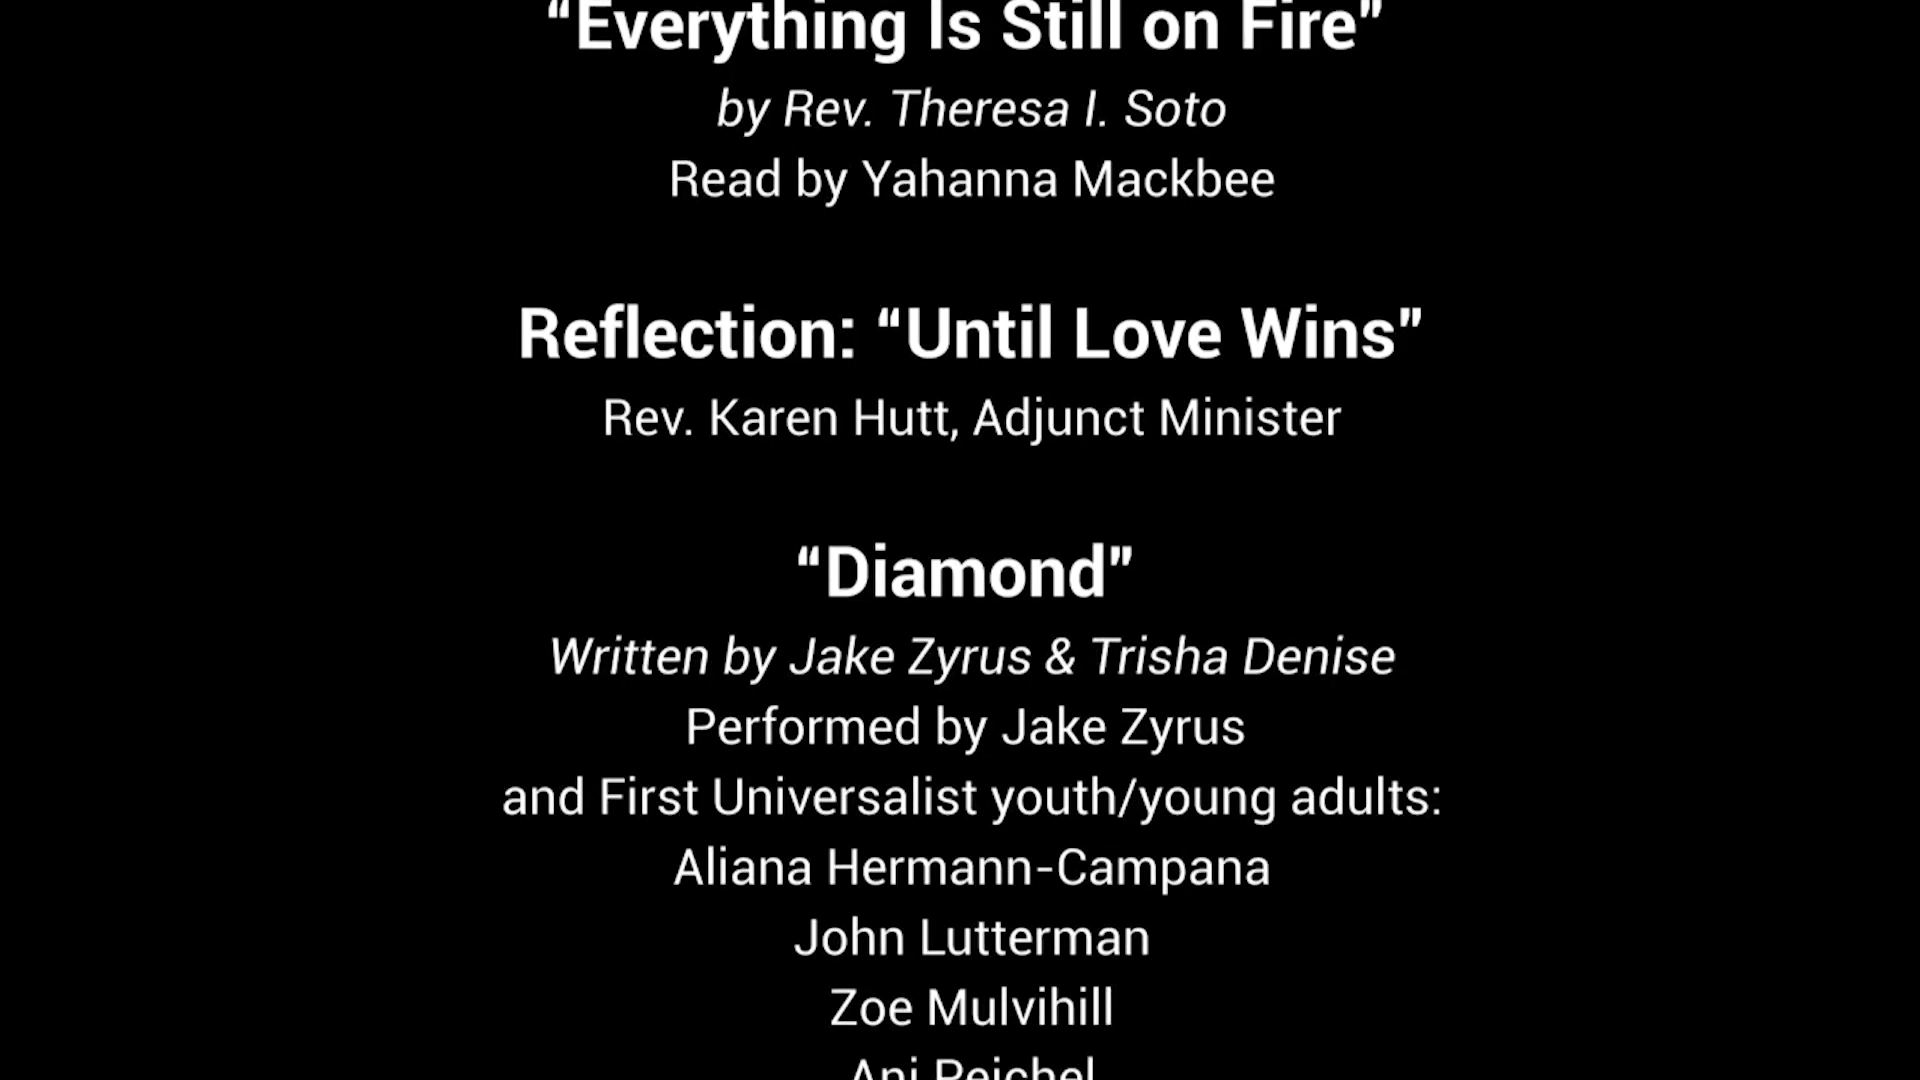 “Everything Is Still on Fire”
by Rev. Theresa I. Soto
Read by Yahanna Mackbee
Reflection: “Until Love Wins”
Rev. Karen Hutt, Adjunct Minister
“Diamond”
Written by Jake Zyrus & Trisha Denise
Performed by Jake Zyrus
and First Universalist youth/young adults:
Aliana Hermann-Campana
John Lutterman
Zoe Mulvihill
Ani Reichel